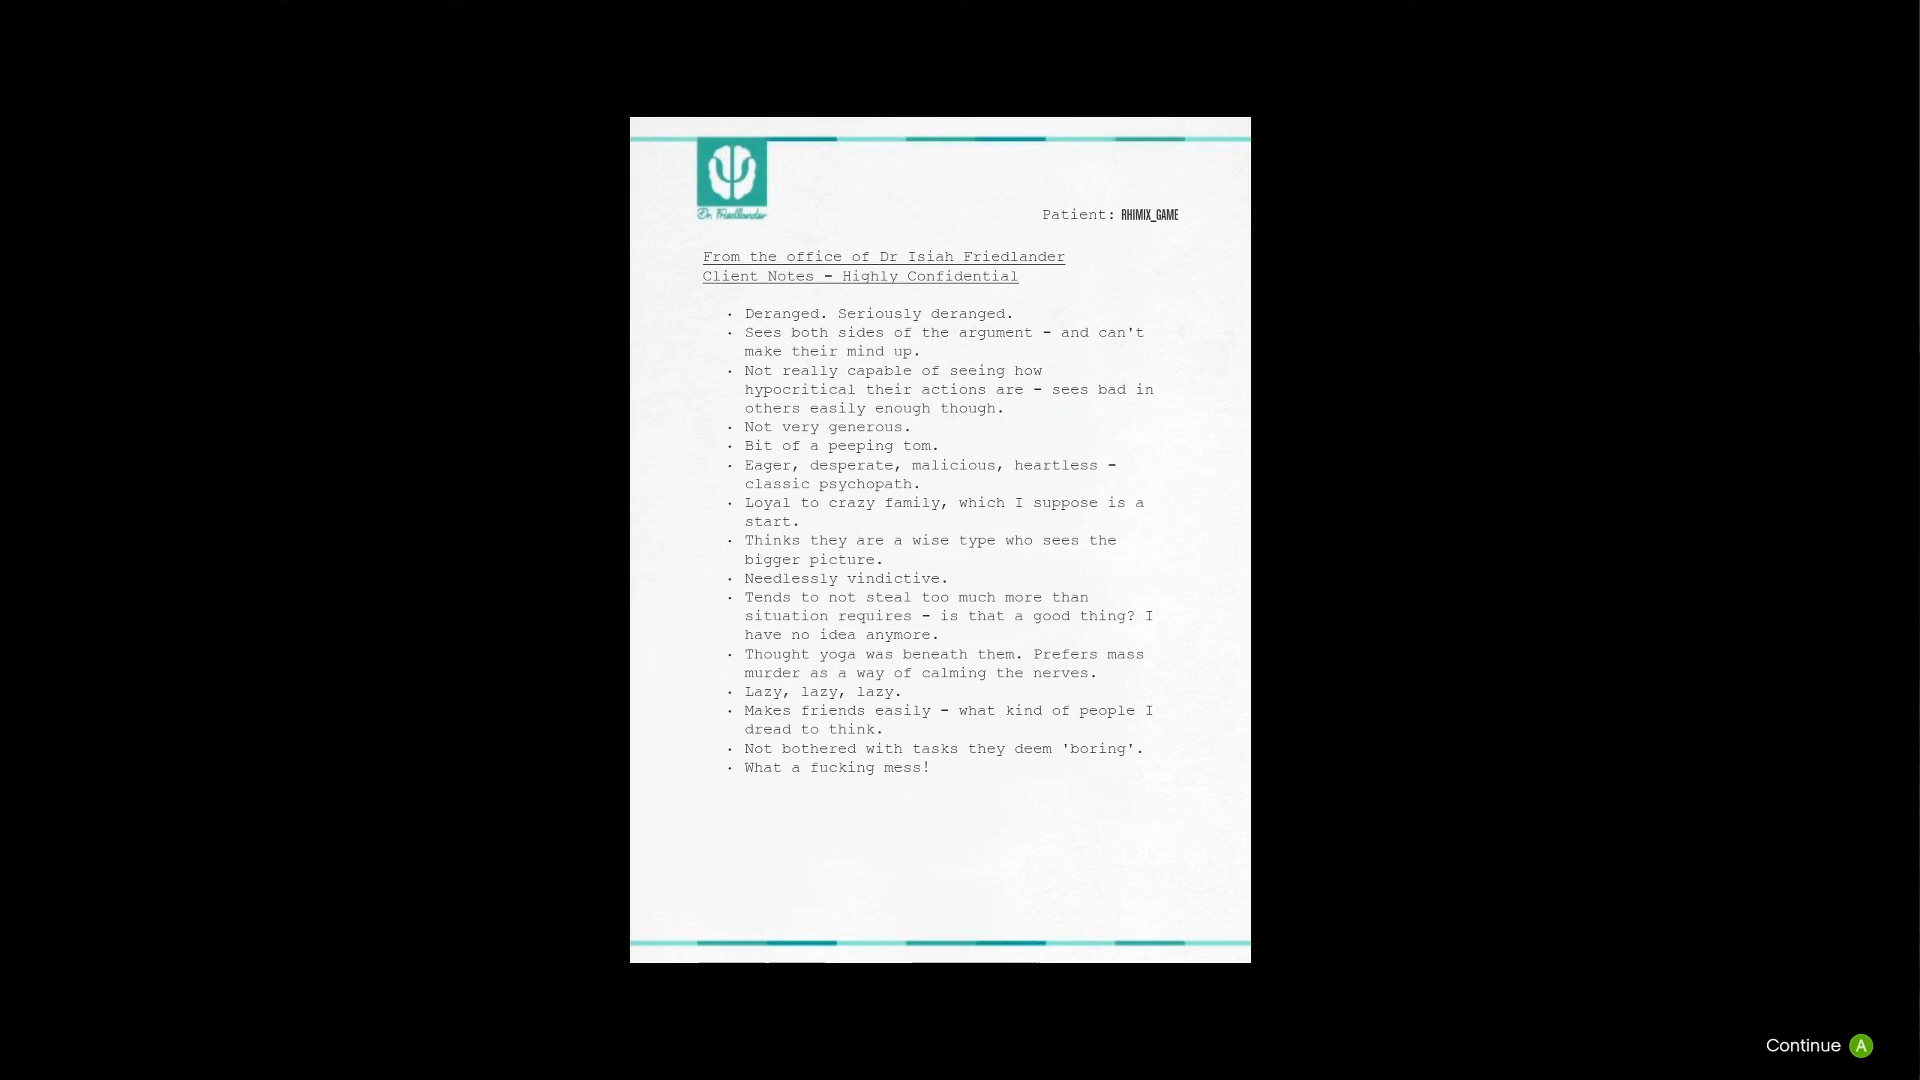 Dr. Friedlander
Patient: RHIMIX_GAME
From the office of Dr Isiah Friedlander
Client Notes - Highly Confidential
· Deranged. Seriously deranged.
· Sees both sides of the argument - and can't
make their mind up.
· Not really capable of seeing how
hypocritical their actions are - sees bad in
others easily enough though.
· Not very generous.
· Bit of a peeping tom.
· Eager, desperate, malicious, heartless -
classic psychopath.
· Loyal to crazy family, which I suppose is a
start.
· Thinks they are a wise type who sees the
bigger picture.
· Needlessly vindictive.
· Tends to not steal too much more than
situation requires - is that a good thing? I
have no idea anymore.
· Thought yoga was beneath them. Prefers mass
murder as a way of calming the nerves.
· Lazy, lazy, lazy.
· Makes friends easily - what kind of people I
dread to think.
· Not bothered with tasks they deem 'boring'.
· What a fucking mess!
Continue A